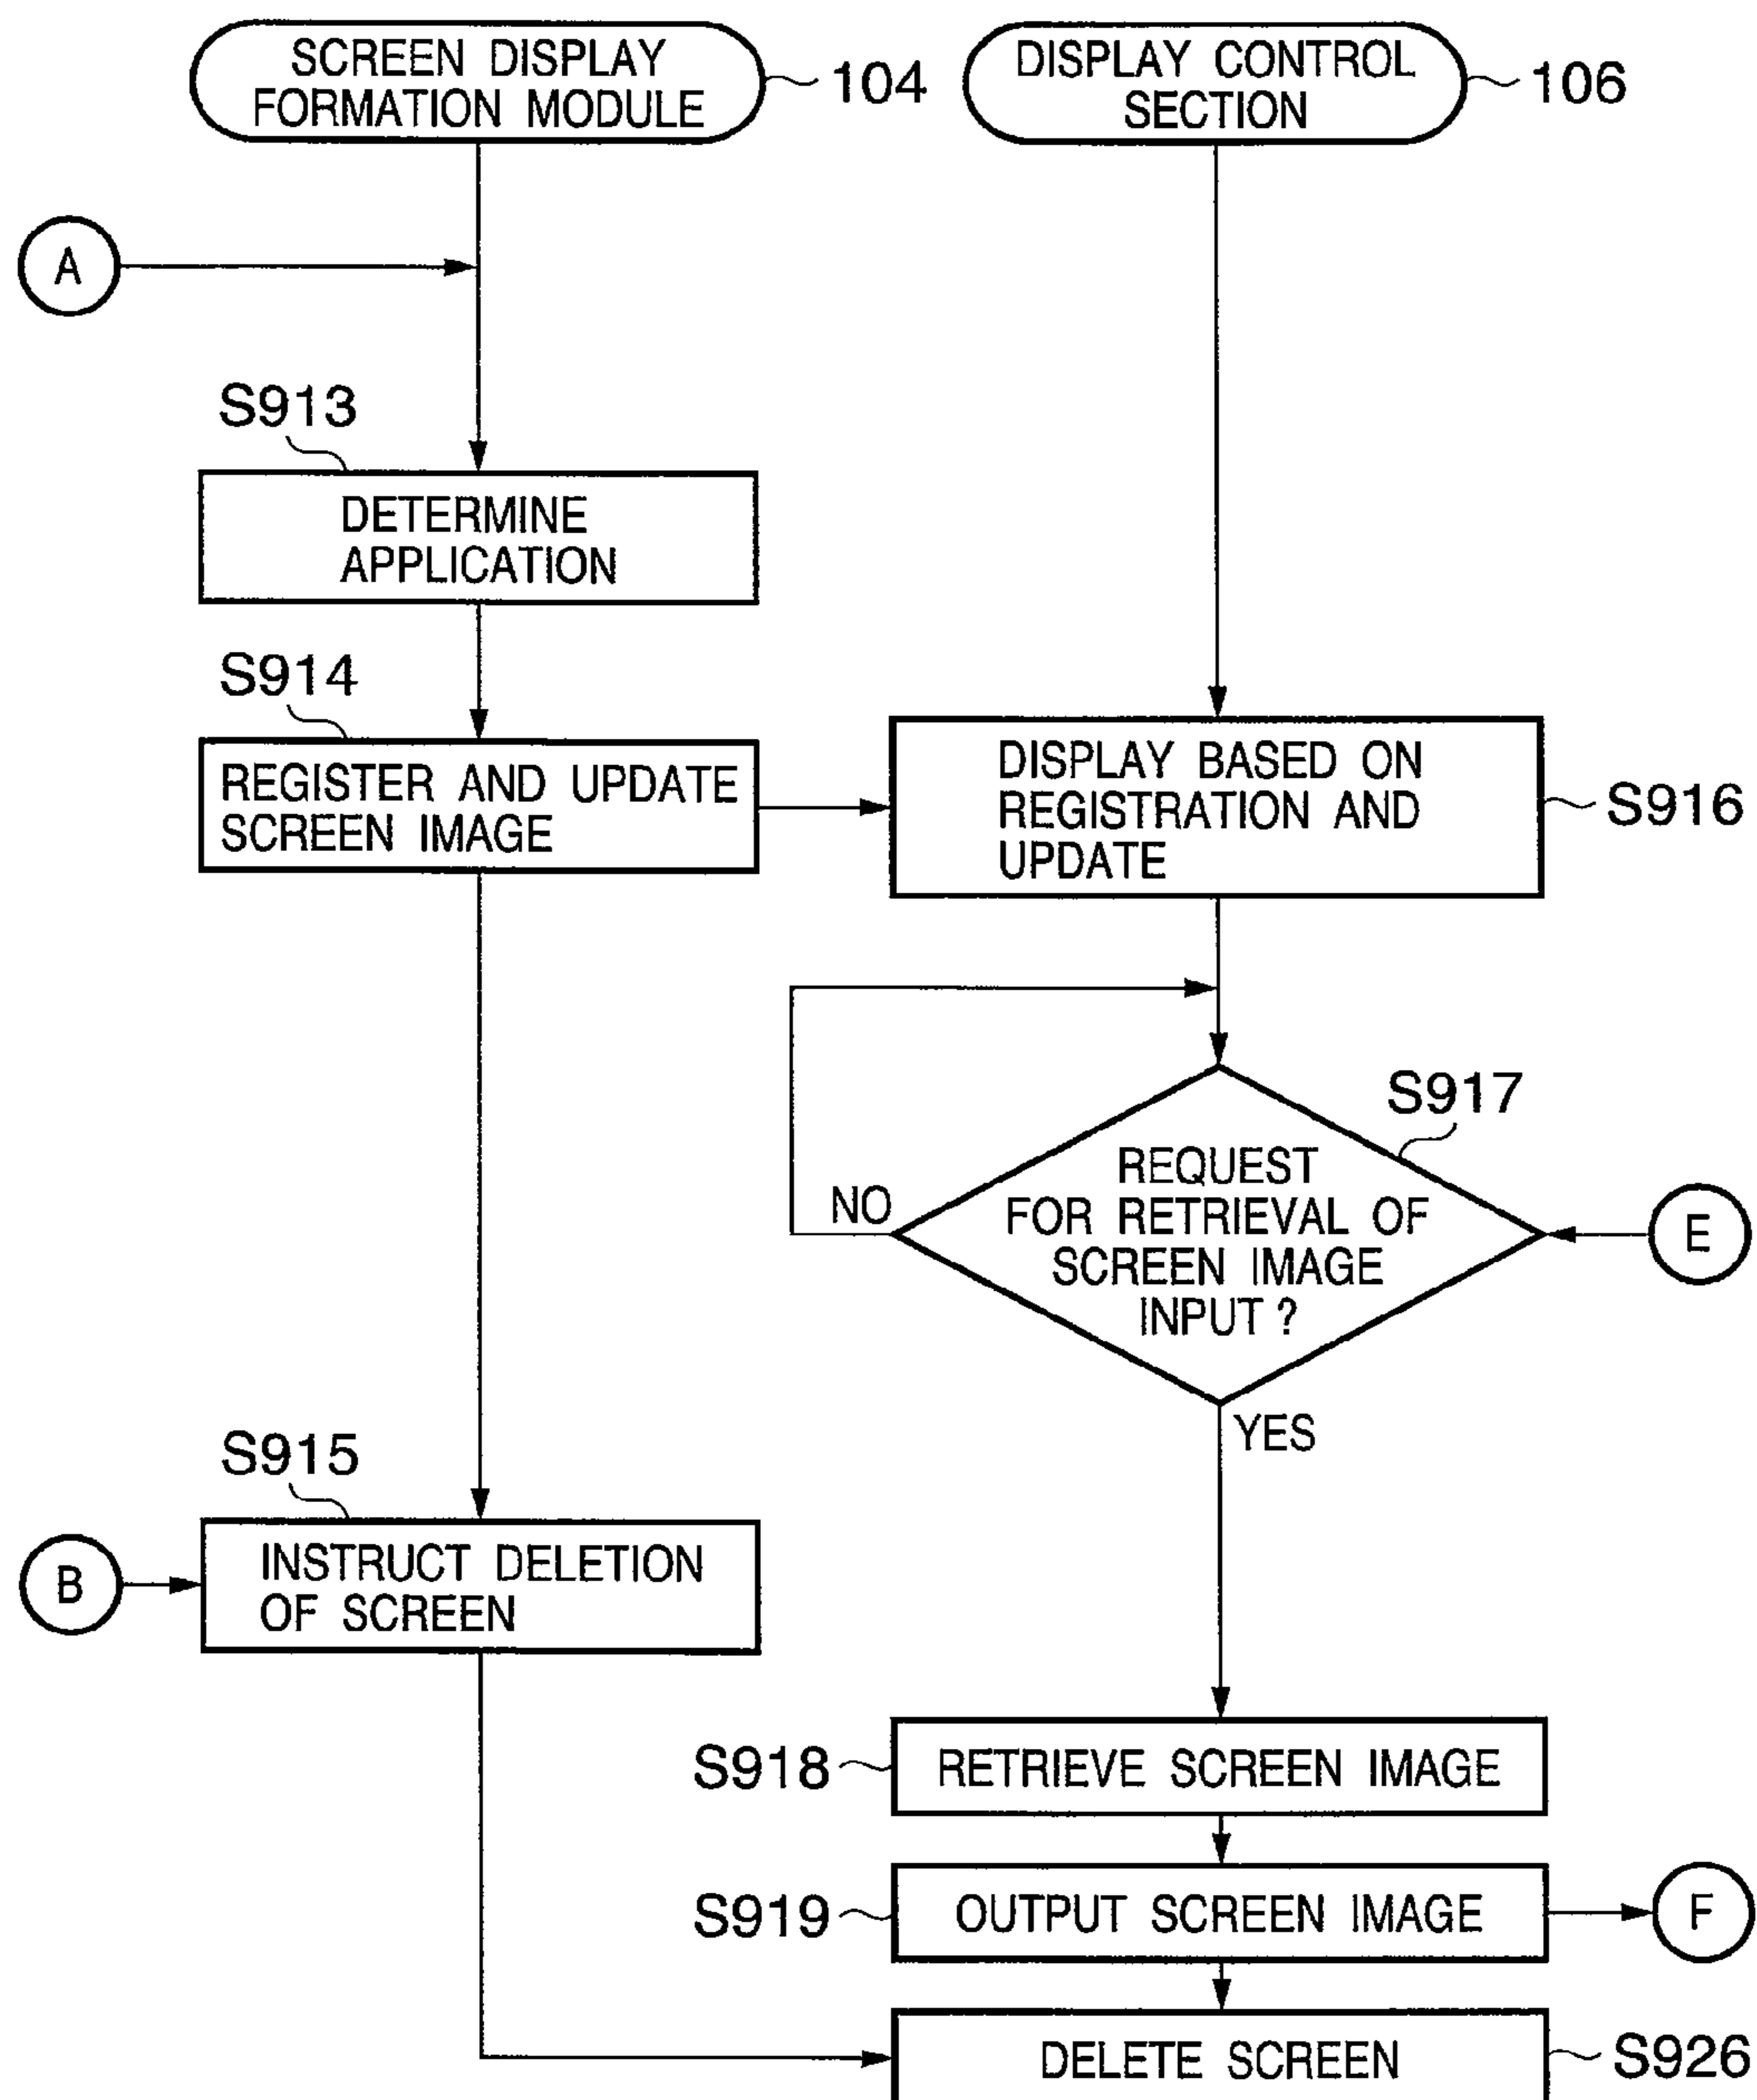 SCREEN DISPLAY
FORMATION MODULE
104
DISPLAY CONTROL
SECTION
106
A
S913
DETERMINE
APPLICATION
S914
REGISTER AND UPDATE
SCREEN IMAGE
DISPLAY BASED ON
REGISTRATION AND
UPDATE
S916
S917
REQUEST
FOR RETRIEVAL OF
SCREEN IMAGE
INPUT ?
NO
E
YES
S915
B
INSTRUCT DELETION
OF SCREEN
S918
RETRIEVE SCREEN IMAGE
S919
OUTPUT SCREEN IMAGE
F
DELETE SCREEN
S926